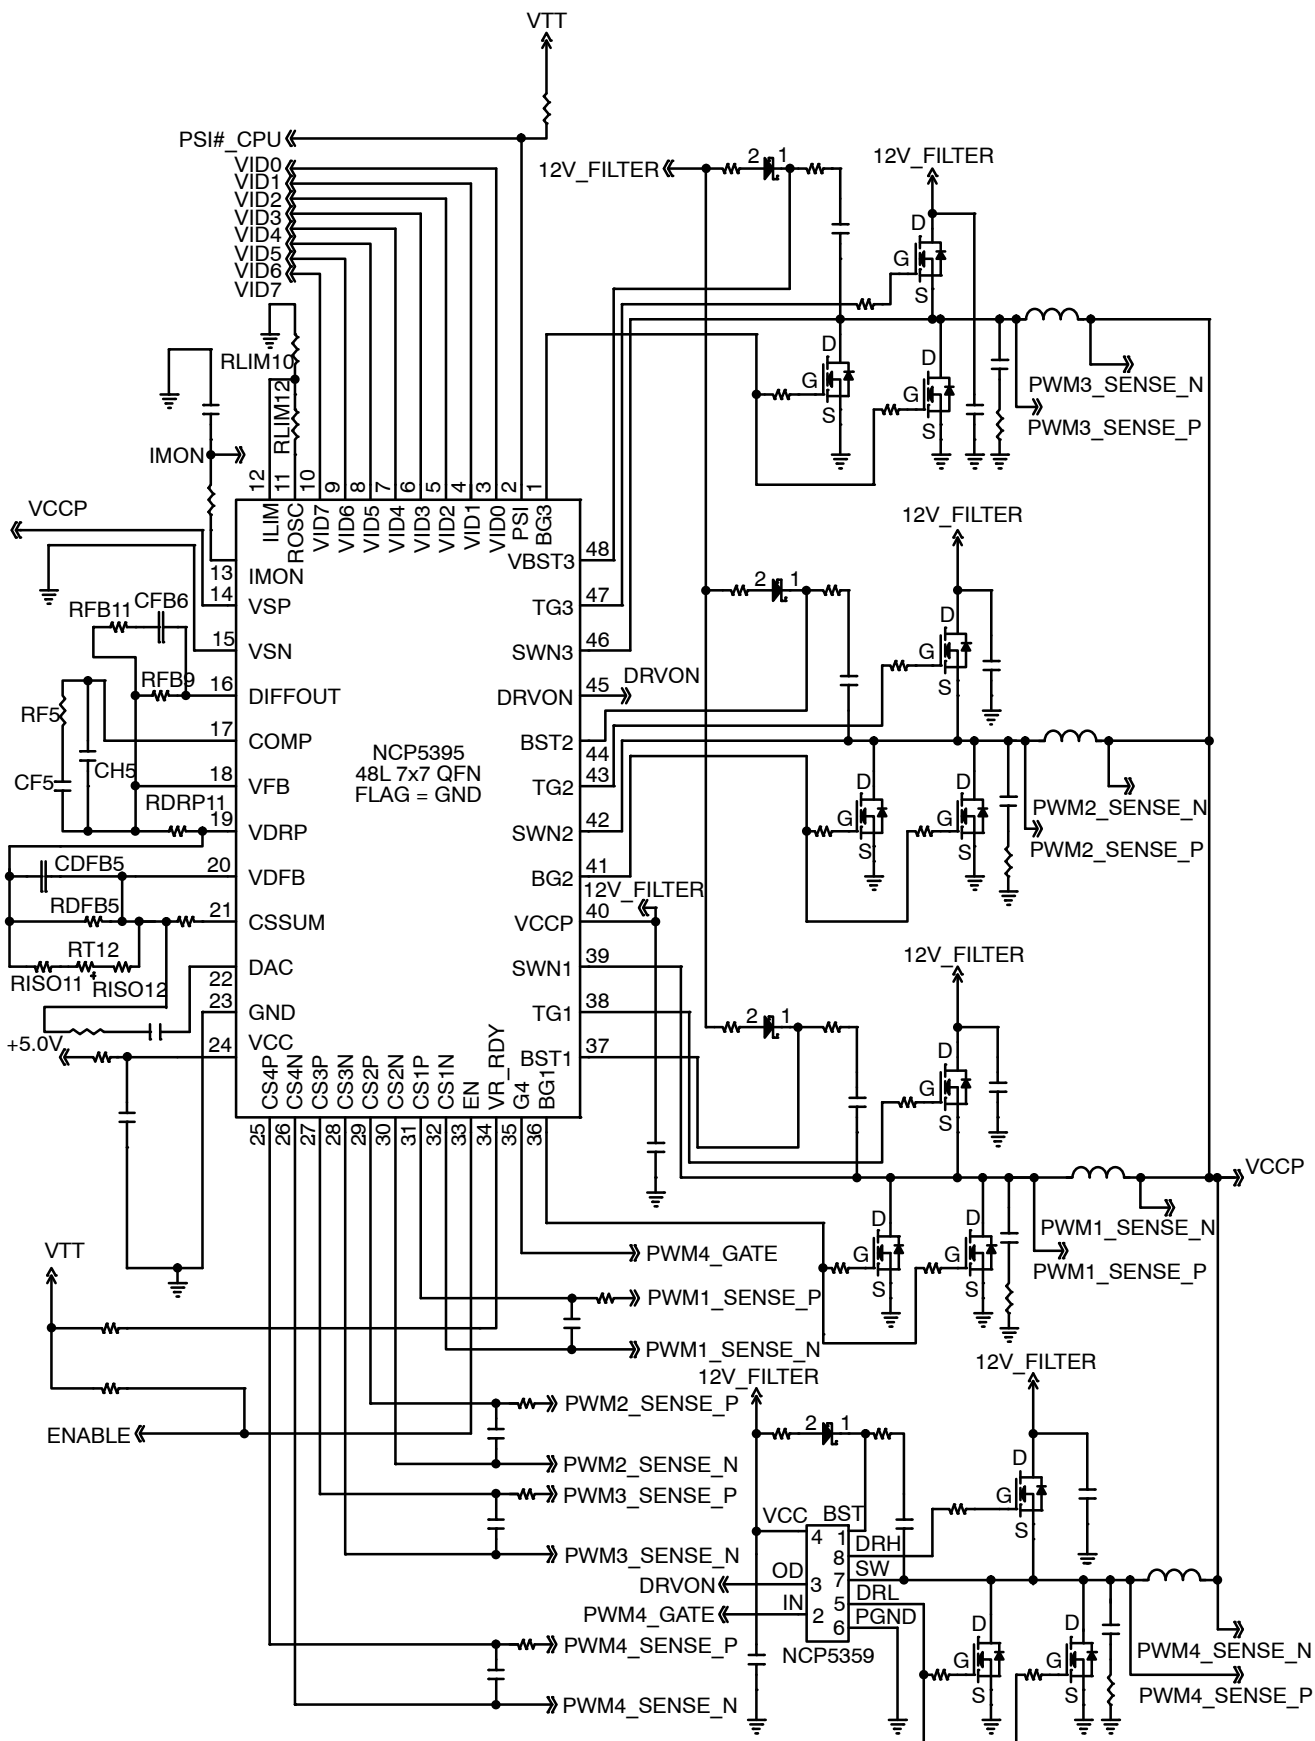 VTT
PSI#_CPU
VID0
VID1
VID2
VID3
VID4
VID5
VID6
VID7
12V_FILTER
2 1
12V_FILTER
D
G
S
RLIM10
RLIM12
D
G
S
D
G
S
PWM3_SENSE_N
PWM3_SENSE_P
IMON
12 11 10 9 8 7 6 5 4 3 2 1
VCCP
ILIM
ROSC
VID7
VID6
VID5
VID4
VID3
VID2
VID1
VID0
PSI
BG3
12V_FILTER
13 IMON
14 VSP
15 VSN
16 DIFFOUT
17 COMP
18 VFB
19 VDRP
20 VDFB
21 CSSUM
22 DAC
23 GND
24 VCC
RFB11 CFB6
RFB9
RF5
CH5
CF5
RDRP11
CDFB5
RDFB5
RT12
RISO11 RISO12
+5.0V
NCP5395
48L 7x7 QFN
FLAG = GND
VBST3 48
TG3 47
SWN3 46
DRVON 45 DRVON
BST2 44
TG2 43
SWN2 42
BG2 41
12V_FILTER
VCCP 40
SWN1 39
TG1 38
BST1 37
2 1
D
G
S
D
G
S
D
G
S
PWM2_SENSE_N
PWM2_SENSE_P
12V_FILTER
2 1
D
G
S
VCCP
D
G
S
D
G
S
PWM1_SENSE_N
PWM1_SENSE_P
CS4P
CS4N
CS3P
CS3N
CS2P
CS2N
CS1P
CS1N
EN
VR_RDY
G4
BG1
25 26 27 28 29 30 31 32 33 34 35 36
VTT
PWM4_GATE
PWM1_SENSE_P
PWM1_SENSE_N
ENABLE
PWM2_SENSE_P
PWM2_SENSE_N
PWM3_SENSE_P
PWM3_SENSE_N
PWM4_SENSE_P
PWM4_SENSE_N
12V_FILTER
12V_FILTER
2 1
D
G
S
VCC 4
BST 1
DRH 8
SW 7
OD 3
DRL 5
IN 2
PGND 6
DRVON
PWM4_GATE
NCP5359
D
G
S
D
G
S
PWM4_SENSE_N
PWM4_SENSE_P